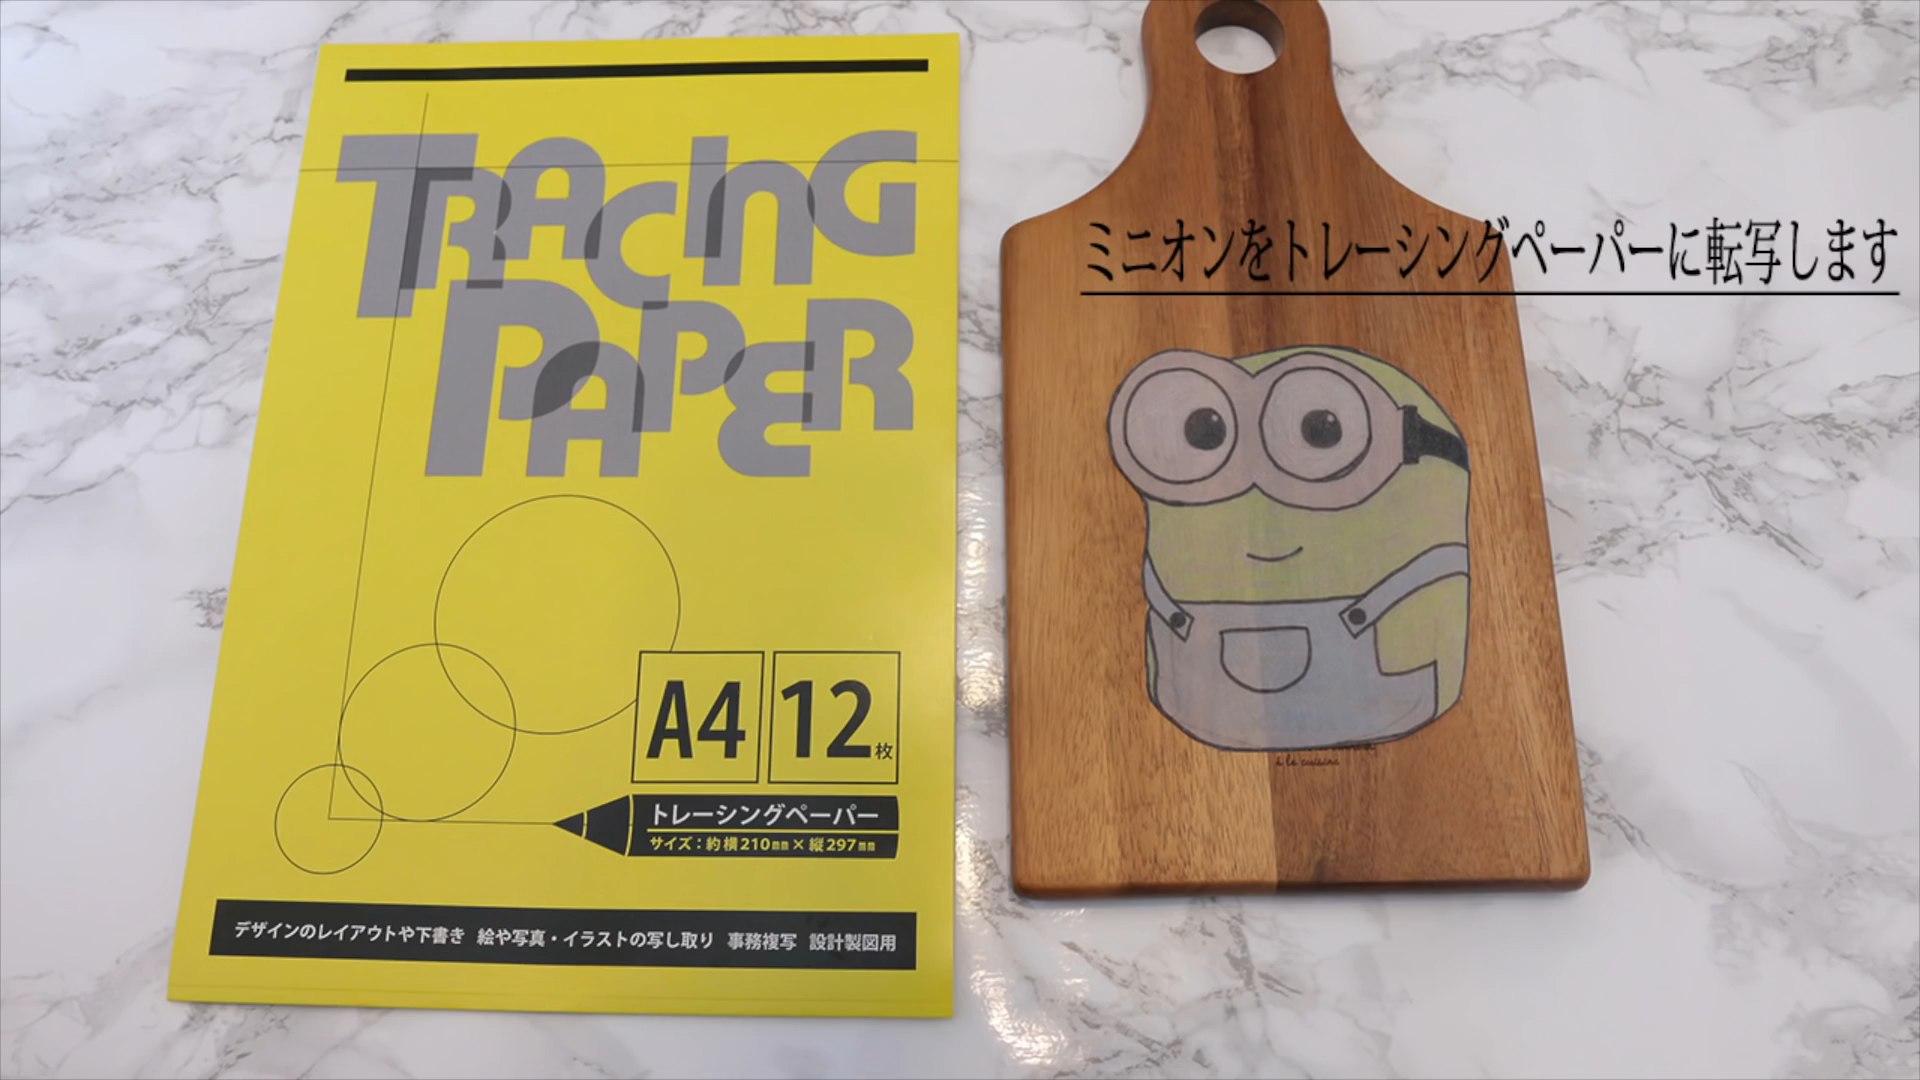 TRACING
PAPER
A4 12枚
トレーシングペーパー
サイズ：約横210mm×縦297mm
デザインのレイアウトや下書き 絵や写真・イラストの写し取り 事務複写 設計製図用
ミニオンをトレーシングペーパーに転写します
à la cuisine